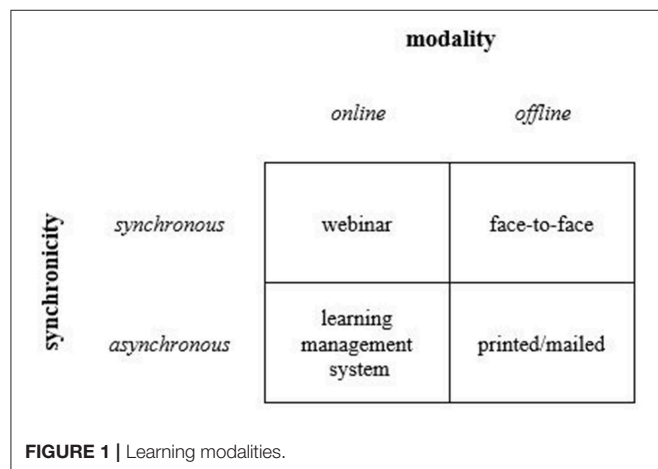 modality
online offline
synchronicity
synchronous webinar face-to-face
asynchronous learning management system printed/mailed
FIGURE 1 | Learning modalities.